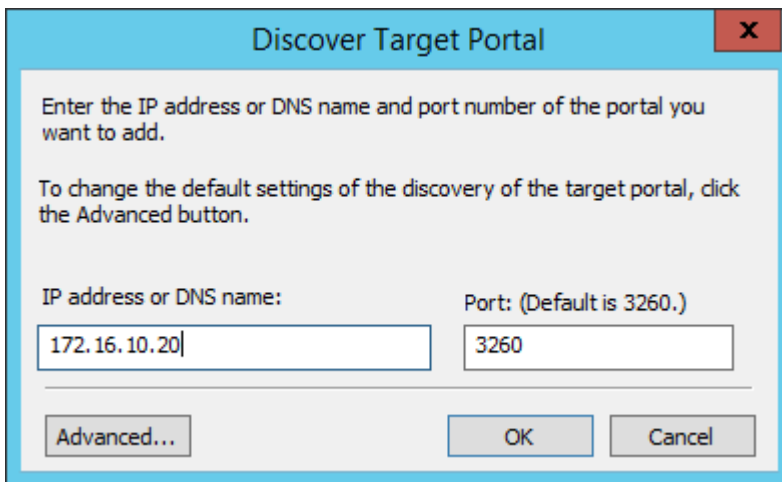 Discover Target Portal
x
Enter the IP address or DNS name and port number of the portal you
want to add.
To change the default settings of the discovery of the target portal, click
the Advanced button.
IP address or DNS name:
Port: (Default is 3260.)
172.16.10.20
3260
Advanced...
OK
Cancel